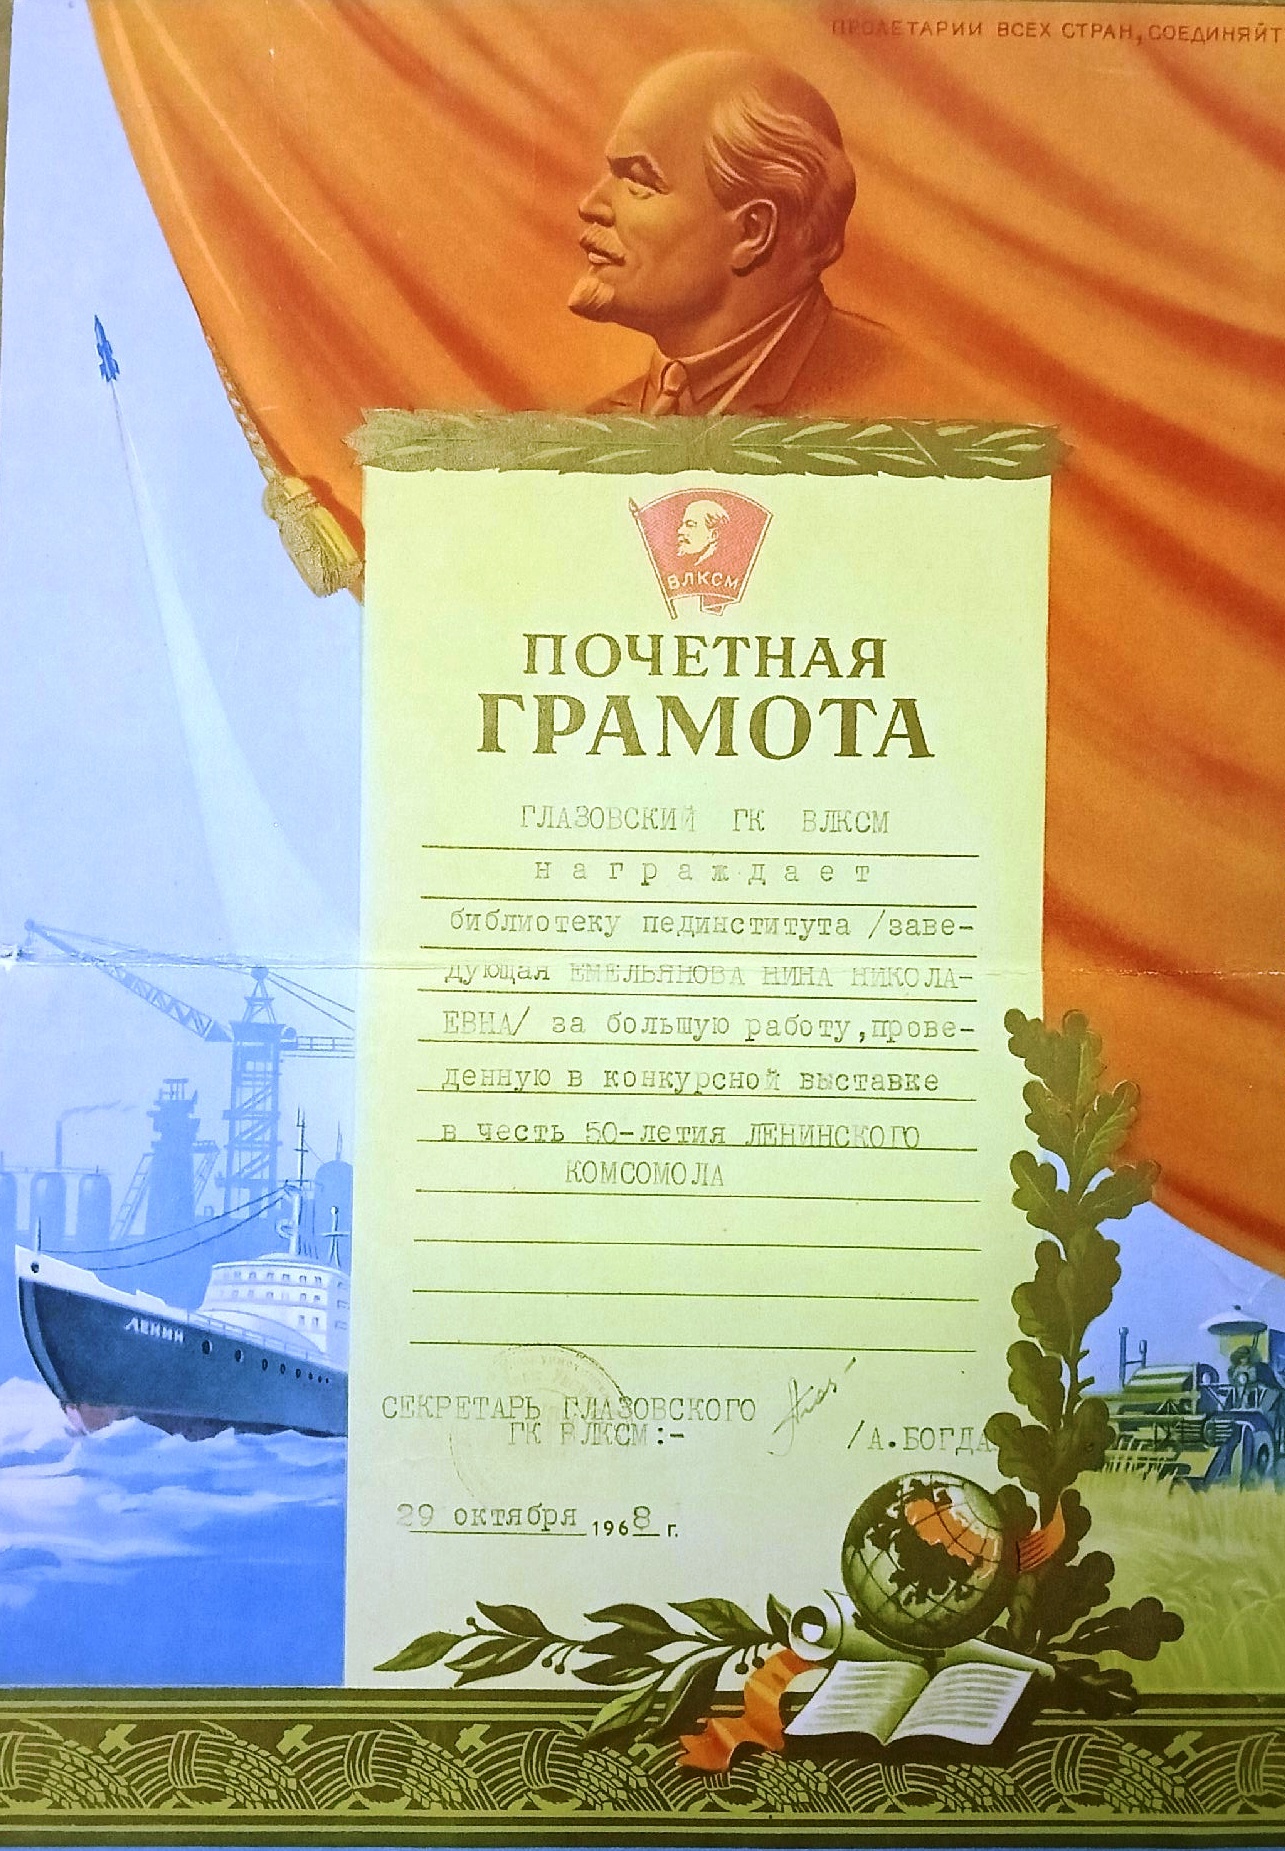 ПРОЛЕТАРИИ ВСЕХ СТРАН, СОЕДИНЯЙТ
ВЛКСМ
ПОЧЕТНАЯ
ГРАМОТА
ГЛАЗОВСКИЙ ГК ВЛКСМ
награждает
библиотеку пединститута /заве-
дующая ЕМЕЛЬЯНОВА НИНА НИКОЛА-
ЕВНА/ за большую работу,прове-
денную в конкурсной выставке
в честь 50-летия ЛЕНИНСКОГО
КОМСОМОЛА
ЛЕНИН
СЕКРЕТАРЬ ГЛАЗОВСКОГО
ГК ВЛКСМ:- /А.БОГДА
29 октября 1968 г.